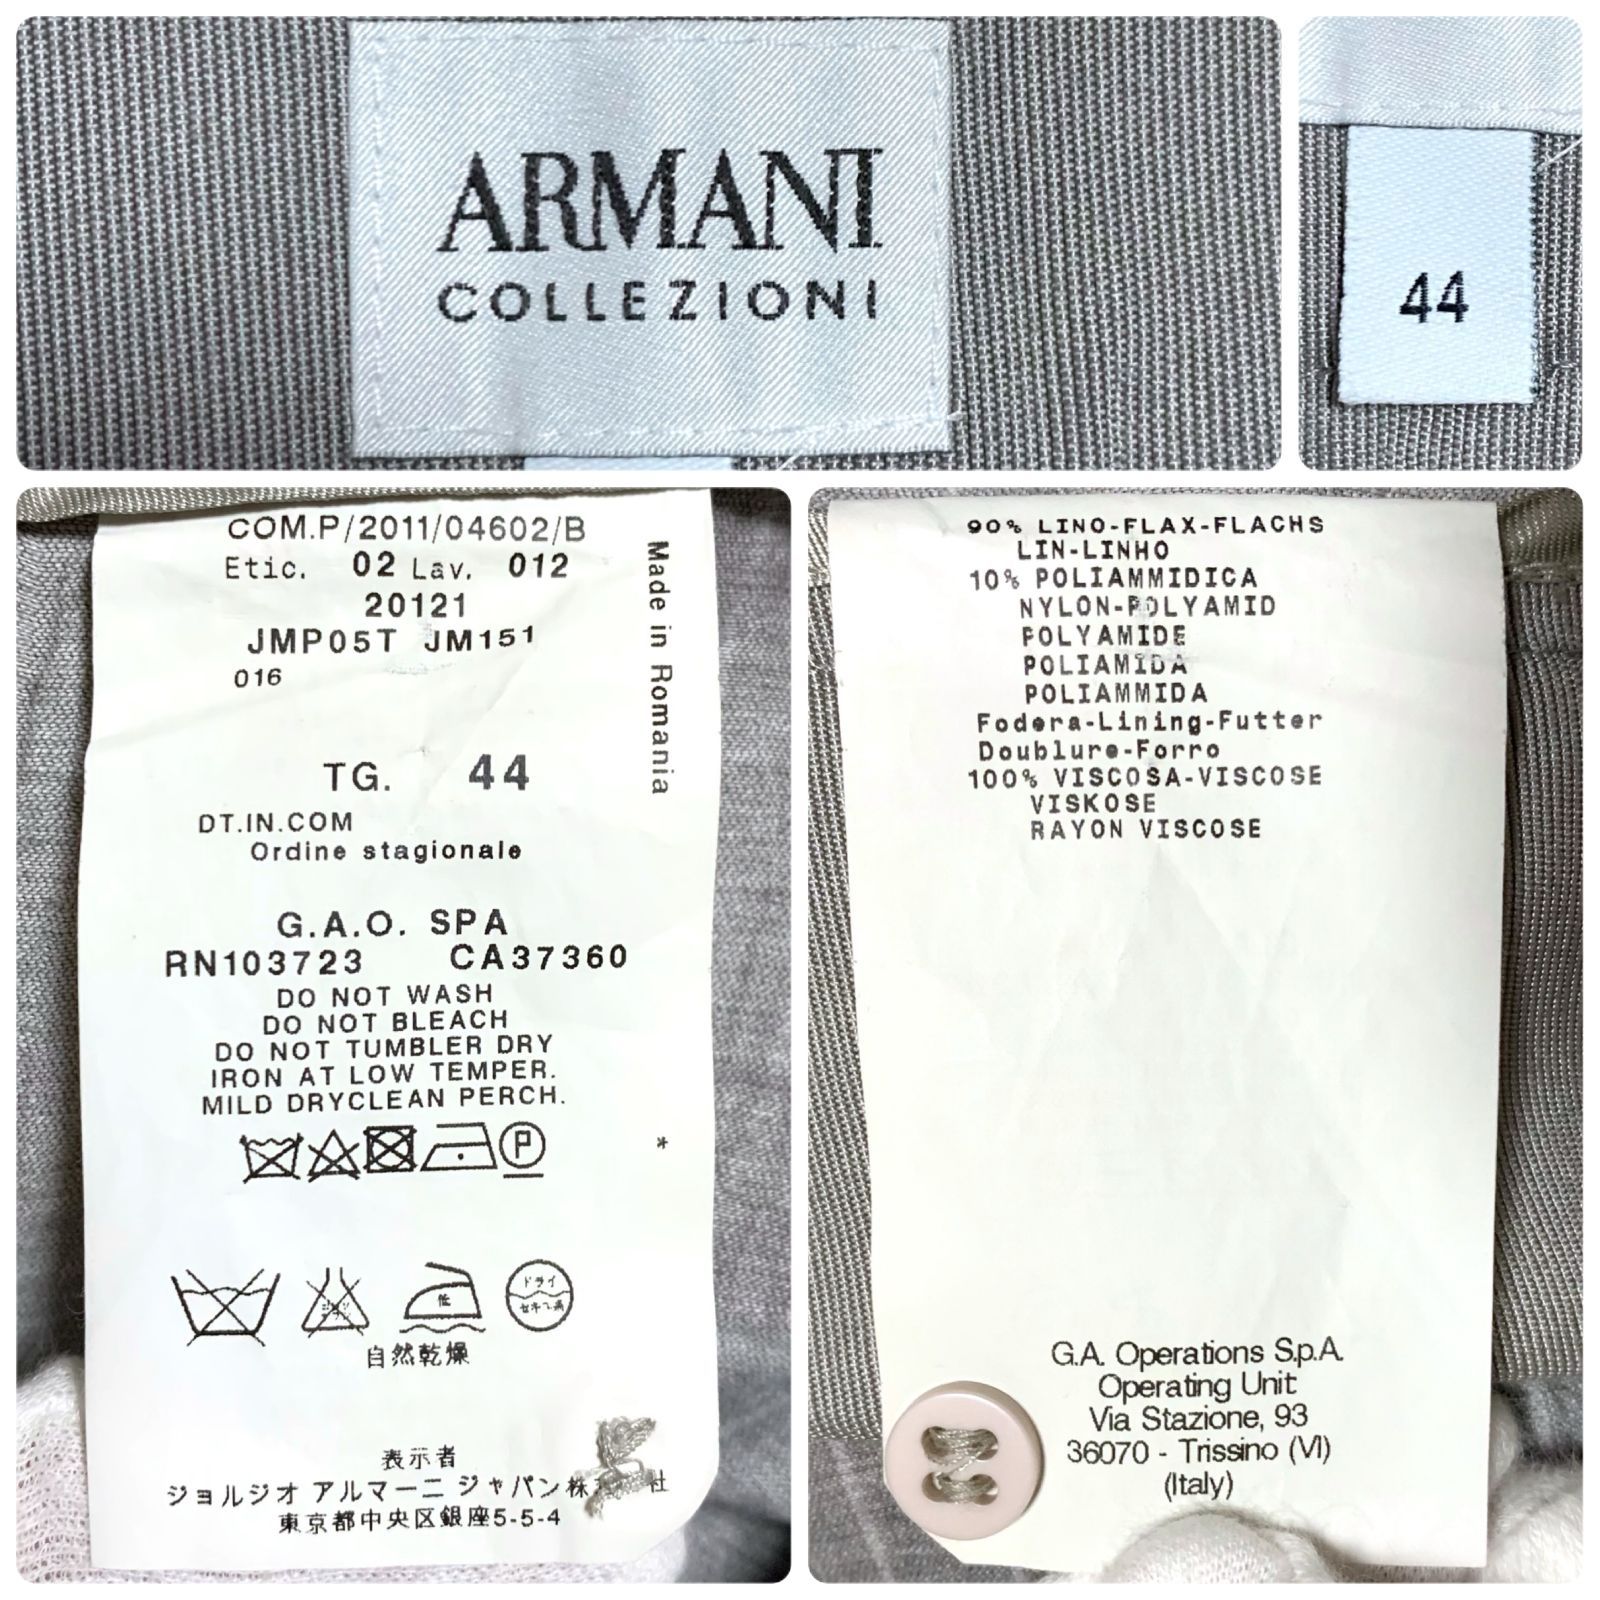 ARMANI
COLLEZIONI
44
COM.P/2011/04602/B
Etic. 02 Lav. 012
20121
JMP05T JM151
016
Made in Romania
TG. 44
DT.IN.COM
Ordine stagionale
G.A.O. SPA
RN103723 CA37360
DO NOT WASH
DO NOT BLEACH
DO NOT TUMBLER DRY
IRON AT LOW TEMPER.
MILD DRYCLEAN PERCH.
P
*
低
ドライ
自然乾燥
表示者
ジョルジオ アルマーニ ジャパン株 社
東京都中央区銀座5-5-4
90% LINO-FLAX-FLACHS
LIN-LINHO
10% POLIAMMIDICA
NYLON-POLYAMID
POLYAMIDE
POLIAMIDA
POLIAMMIDA
Fodera-Lining-Futter
Doublure-Forro
100% VISCOSA-VISCOSE
VISKOSE
RAYON VISCOSE
G.A. Operations S.p.A.
Operating Unit
Via Stazione, 93
36070 - Trissino (VI)
(Italy)